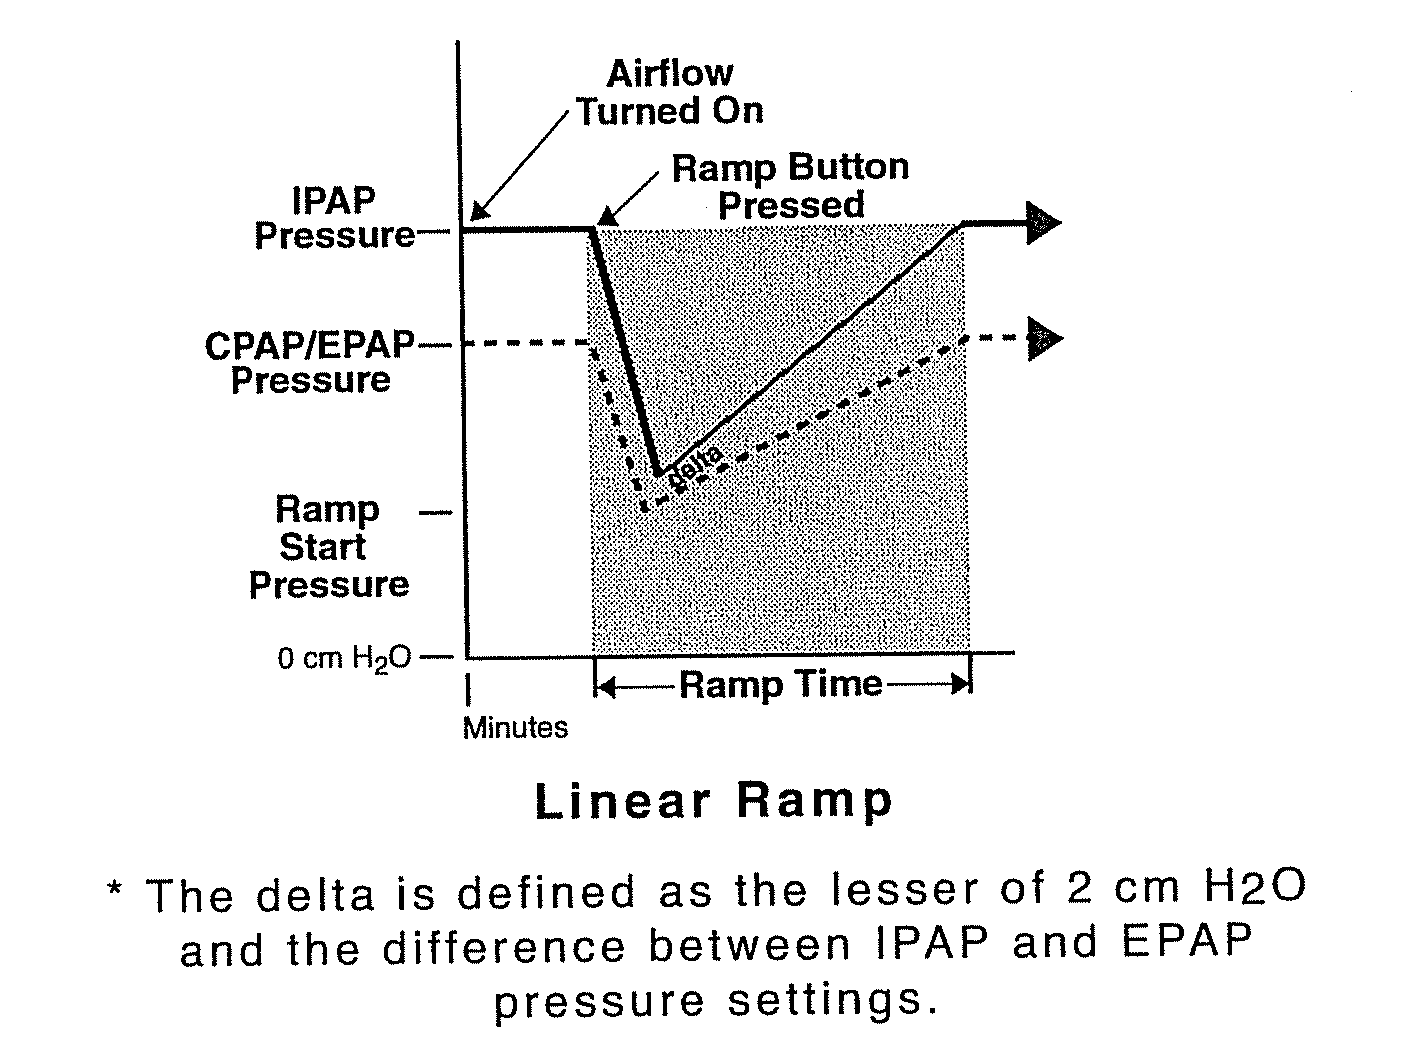 Airflow
Turned On
Ramp Button
Pressed
IPAP
Pressure
CPAP/EPAP
Pressure
delta
Ramp
Start
Pressure
0 cm H₂O
Ramp Time
Minutes
Linear Ramp
* The delta is defined as the lesser of 2 cm H2O
and the difference between IPAP and EPAP
pressure settings.